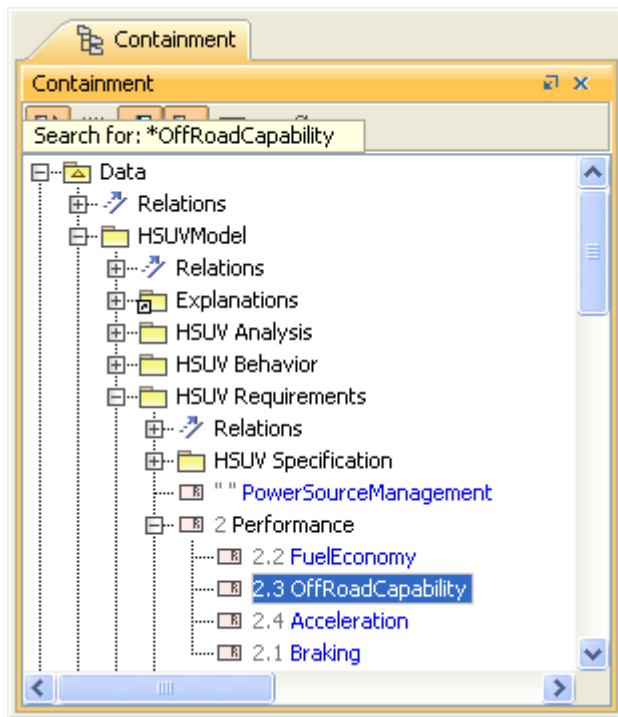 Containment
Containment
Search for: *OffRoadCapability
Data
Relations
HSUVModel
Relations
Explanations
HSUV Analysis
HSUV Behavior
HSUV Requirements
Relations
HSUV Specification
" " PowerSourceManagement
2 Performance
2.2 FuelEconomy
2.3 OffRoadCapability
2.4 Acceleration
2.1 Braking